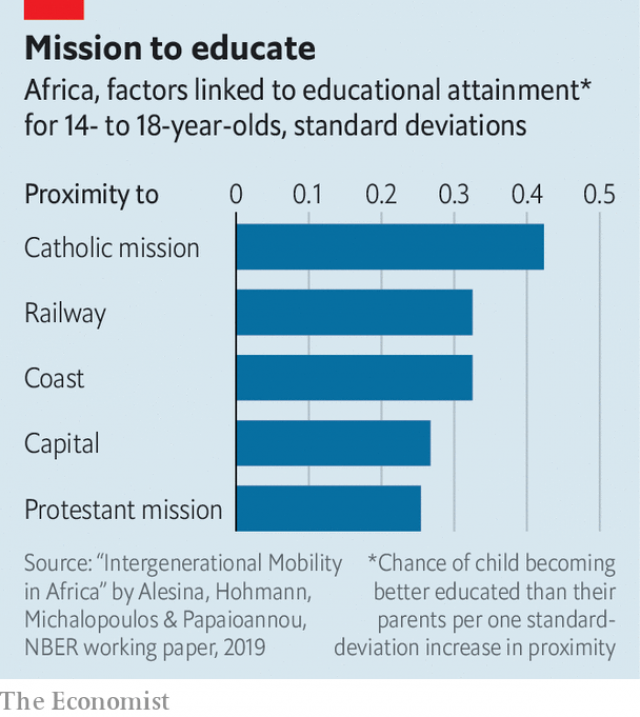 Mission to educate
Africa, factors linked to educational attainment*
for 14- to 18-year-olds, standard deviations
Proximity to 0 0.1 0.2 0.3 0.4 0.5
Catholic mission
Railway
Coast
Capital
Protestant mission
Source: “Intergenerational Mobility
in Africa” by Alesina, Hohmann,
Michalopoulos & Papaioannou,
NBER working paper, 2019
*Chance of child becoming
better educated than their
parents per one standard-
deviation increase in proximity
The Economist